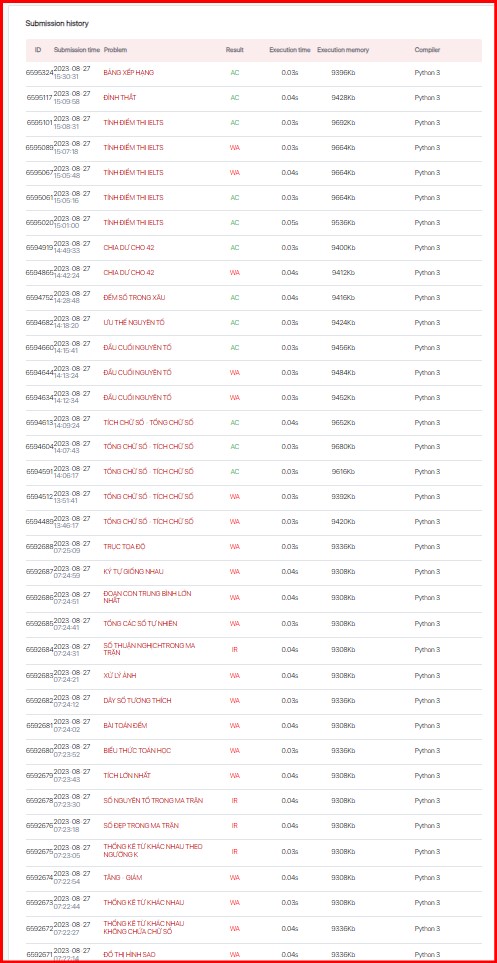 Submission history
ID Submission time Problem Result Execution time Execution memory Compiler
6595324 2023-08-27 15:30:31 BẢNG XẾP HẠNG AC 0.03s 9396Kb Python 3
6595117 2023-08-27 15:09:58 ĐỈNH THẤT AC 0.04s 9428Kb Python 3
6595101 2023-08-27 15:08:31 TÍNH ĐIỂM THI IELTS AC 0.03s 9692Kb Python 3
6595089 2023-08-27 15:07:18 TÍNH ĐIỂM THI IELTS WA 0.03s 9664Kb Python 3
6595067 2023-08-27 15:05:48 TÍNH ĐIỂM THI IELTS WA 0.04s 9664Kb Python 3
6595061 2023-08-27 15:05:16 TÍNH ĐIỂM THI IELTS AC 0.03s 9664Kb Python 3
6595020 2023-08-27 15:01:00 TÍNH ĐIỂM THI IELTS AC 0.05s 9536Kb Python 3
6594919 2023-08-27 14:49:33 CHIA DƯ CHO 42 AC 0.03s 9400Kb Python 3
6594865 2023-08-27 14:42:24 CHIA DƯ CHO 42 WA 0.04s 9412Kb Python 3
6594752 2023-08-27 14:28:48 ĐẾM SỐ TRONG XÂU AC 0.04s 9416Kb Python 3
6594682 2023-08-27 14:18:20 ƯU THẾ NGUYÊN TỐ AC 0.03s 9424Kb Python 3
6594660 2023-08-27 14:15:41 ĐẦU CUỐI NGUYÊN TỐ AC 0.03s 9456Kb Python 3
6594644 2023-08-27 14:13:24 ĐẦU CUỐI NGUYÊN TỐ WA 0.03s 9484Kb Python 3
6594634 2023-08-27 14:12:34 ĐẦU CUỐI NGUYÊN TỐ WA 0.03s 9452Kb Python 3
6594613 2023-08-27 14:09:24 TÍCH CHỮ SỐ - TỔNG CHỮ SỐ AC 0.04s 9652Kb Python 3
6594604 2023-08-27 14:07:43 TỔNG CHỮ SỐ - TÍCH CHỮ SỐ AC 0.03s 9680Kb Python 3
6594591 2023-08-27 14:06:17 TỔNG CHỮ SỐ - TÍCH CHỮ SỐ AC 0.03s 9616Kb Python 3
6594512 2023-08-27 13:51:41 TỔNG CHỮ SỐ - TÍCH CHỮ SỐ WA 0.03s 9392Kb Python 3
6594489 2023-08-27 13:46:17 TỔNG CHỮ SỐ - TÍCH CHỮ SỐ WA 0.03s 9420Kb Python 3
6592688 2023-08-27 07:25:09 TRỤC TỌA ĐỘ WA 0.03s 9336Kb Python 3
6592687 2023-08-27 07:24:59 KÝ TỰ GIỐNG NHAU WA 0.04s 9308Kb Python 3
6592686 2023-08-27 07:24:51 ĐOẠN CON TRUNG BÌNH LỚN NHẤT WA 0.04s 9308Kb Python 3
6592685 2023-08-27 07:24:41 TỔNG CÁC SỐ TỰ NHIÊN WA 0.03s 9308Kb Python 3
6592684 2023-08-27 07:24:31 SỐ THUẬN NGHỊCH TRONG MA TRẬN IR 0.04s 9308Kb Python 3
6592683 2023-08-27 07:24:21 XỬ LÝ ẢNH WA 0.04s 9308Kb Python 3
6592682 2023-08-27 07:24:12 DÃY SỐ TƯƠNG THÍCH WA 0.03s 9336Kb Python 3
6592681 2023-08-27 07:24:02 BÀI TOÁN ĐẾM WA 0.04s 9308Kb Python 3
6592680 2023-08-27 07:23:52 BIỂU THỨC TOÁN HỌC WA 0.03s 9336Kb Python 3
6592679 2023-08-27 07:23:43 TÍCH LỚN NHẤT WA 0.04s 9308Kb Python 3
6592678 2023-08-27 07:23:30 SỐ NGUYÊN TỐ TRONG MA TRẬN IR 0.04s 9308Kb Python 3
6592676 2023-08-27 07:23:18 SỐ ĐẸP TRONG MA TRẬN IR 0.04s 9308Kb Python 3
6592675 2023-08-27 07:23:05 THỐNG KÊ TỪ KHÁC NHAU THEO NGƯỠNG K IR 0.03s 9308Kb Python 3
6592674 2023-08-27 07:22:54 TĂNG - GIẢM WA 0.04s 9308Kb Python 3
6592673 2023-08-27 07:22:44 THỐNG KÊ TỪ KHÁC NHAU WA 0.03s 9308Kb Python 3
6592672 2023-08-27 07:22:27 THỐNG KÊ TỪ KHÁC NHAU KHÔNG CHỨA CHỮ SỐ WA 0.04s 9336Kb Python 3
6592671 2023-08-27 07:22:14 ĐỒ THỊ HÌNH SAO WA 0.04s 9336Kb Python 3